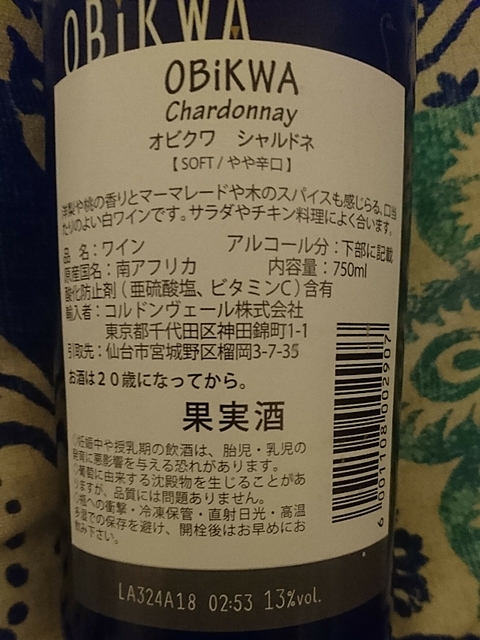 OBiKWA
OBiKWA
Chardonnay
オビクワ シャルドネ
【 SOFT / やや辛口 】
洋梨や桃の香りとマーマレードや木のスパイスも感じらる、口当
たりのよい白ワインです。サラダやチキン料理によく合います。
品 名：ワイン アルコール分：下部に記載
原産国名：南アフリカ 内容量：750ml
酸化防止剤（亜硫酸塩、ビタミンC）含有
輸入者：コルドンヴェール株式会社
東京都千代田区神田錦町1-1
引取先：仙台市宮城野区榴岡3-7-35
お酒は２０歳になってから。
果実酒
○妊娠中や授乳期の飲酒は、胎児・乳児の
発育に悪影響を与える恐れがあります。
○葡萄に由来する沈殿物を生じることがあ
りますが、品質には問題ありません。
○瓶への衝撃・冷凍保管・直射日光・高温
多湿での保存を避け、開栓後はお早めにお
飲み下さい。
6 001108 002907
LA324A18 02:53 13%vol.